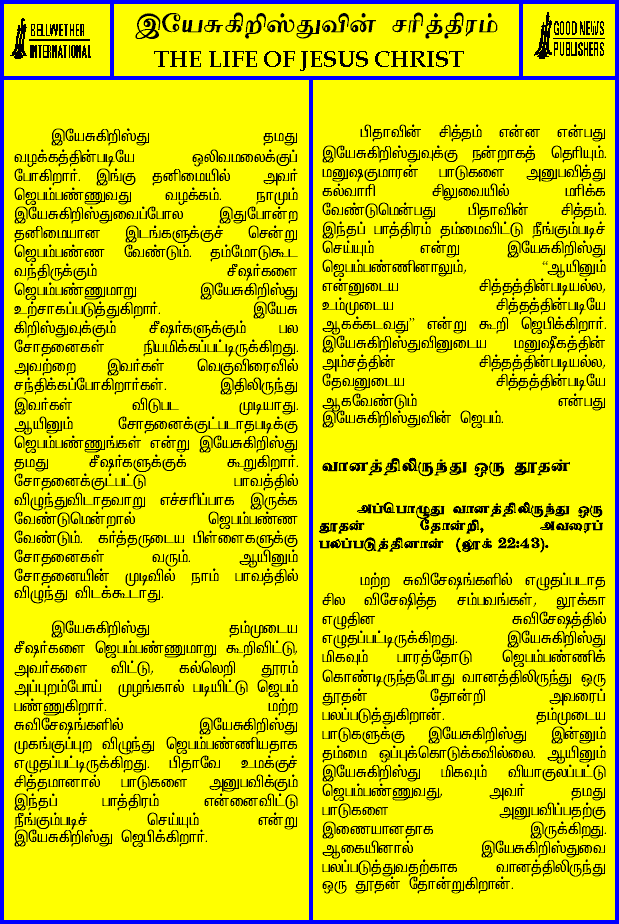 BELLWETHER
INTERNATIONAL
இயேசுகிறிஸ்துவின் சரித்திரம்
THE LIFE OF JESUS CHRIST
GOOD NEWS
PUBLISHERS
இயேசுகிறிஸ்து தமது
வழக்கத்தின்படியே ஒலிவமலைக்குப்
போகிறார். இங்கு தனிமையில் அவர்
ஜெபம்பண்ணுவது வழக்கம். நாமும்
இயேசுகிறிஸ்துவைப்போல இதுபோன்ற
தனிமையான இடங்களுக்குச் சென்று
ஜெபம்பண்ண வேண்டும். தம்மோடுகூட
வந்திருக்கும் சீஷர்களை
ஜெபம்பண்ணுமாறு இயேசுகிறிஸ்து
உற்சாகப்படுத்துகிறார். இயேசு
கிறிஸ்துவுக்கும் சீஷர்களுக்கும் பல
சோதனைகள் நியமிக்கப்பட்டிருக்கிறது.
அவற்றை இவர்கள் வெகுவிரைவில்
சந்திக்கப்போகிறார்கள். இதிலிருந்து
இவர்கள் விடுபட முடியாது.
ஆயினும் சோதனைக்குட்படாதபடிக்கு
ஜெபம்பண்ணுங்கள் என்று இயேசுகிறிஸ்து
தமது சீஷர்களுக்குக் கூறுகிறார்.
சோதனைக்குட்பட்டு பாவத்தில்
விழுந்துவிடாதவாறு எச்சரிப்பாக இருக்க
வேண்டுமென்றால் ஜெபம்பண்ண
வேண்டும். கர்த்தருடைய பிள்ளைகளுக்கு
சோதனைகள் வரும். ஆயினும்
சோதனையின் முடிவில் நாம் பாவத்தில்
விழுந்து விடக்கூடாது.
இயேசுகிறிஸ்து தம்முடைய
சீஷர்களை ஜெபம்பண்ணுமாறு கூறிவிட்டு,
அவர்களை விட்டு, கல்லெறி தூரம்
அப்புறம்போய் முழங்கால் படியிட்டு ஜெபம்
பண்ணுகிறார். மற்ற
சுவிசேஷங்களில் இயேசுகிறிஸ்து
முகங்குப்புற விழுந்து ஜெபம்பண்ணியதாக
எழுதப்பட்டிருக்கிறது. பிதாவே உமக்குச்
சித்தமானால் பாடுகளை அனுபவிக்கும்
இந்தப் பாத்திரம் என்னைவிட்டு
நீங்கும்படிச் செய்யும் என்று
இயேசுகிறிஸ்து ஜெபிக்கிறார்.
பிதாவின் சித்தம் என்ன என்பது
இயேசுகிறிஸ்துவுக்கு நன்றாகத் தெரியும்.
மனுஷகுமாரன் பாடுகளை அனுபவித்து
கல்வாரி சிலுவையில் மரிக்க
வேண்டுமென்பது பிதாவின் சித்தம்.
இந்தப் பாத்திரம் தம்மைவிட்டு நீங்கும்படிச்
செய்யும் என்று இயேசுகிறிஸ்து
ஜெபம்பண்ணினாலும், “ஆயினும்
என்னுடைய சித்தத்தின்படியல்ல,
உம்முடைய சித்தத்தின்படியே
ஆகக்கடவது” என்று கூறி ஜெபிக்கிறார்.
இயேசுகிறிஸ்துவினுடைய மனுஷீகத்தின்
அம்சத்தின் சித்தத்தின்படியல்ல,
தேவனுடைய சித்தத்தின்படியே
ஆகவேண்டும் என்பது
இயேசுகிறிஸ்துவின் ஜெபம்.
வானத்திலிருந்து ஒரு தூதன்
அப்பொழுது வானத்திலிருந்து ஒரு
தூதன் தோன்றி, அவரைப்
பலப்படுத்தினான் (லூக் 22:43).
மற்ற சுவிசேஷங்களில் எழுதப்படாத
சில விசேஷித்த சம்பவங்கள், லூக்கா
எழுதின சுவிசேஷத்தில்
எழுதப்பட்டிருக்கிறது. இயேசுகிறிஸ்து
மிகவும் பாரத்தோடு ஜெபம்பண்ணிக்
கொண்டிருந்தபோது வானத்திலிருந்து ஒரு
தூதன் தோன்றி அவரைப்
பலப்படுத்துகிறான். தம்முடைய
பாடுகளுக்கு இயேசுகிறிஸ்து இன்னும்
தம்மை ஒப்புக்கொடுக்கவில்லை. ஆயினும்
இயேசுகிறிஸ்து மிகவும் வியாகுலப்பட்டு
ஜெபம்பண்ணுவது, அவர் தமது
பாடுகளை அனுபவிப்பதற்கு
இணையானதாக இருக்கிறது.
ஆகையினால் இயேசுகிறிஸ்துவை
பலப்படுத்துவதற்காக வானத்திலிருந்து
ஒரு தூதன் தோன்றுகிறான்.